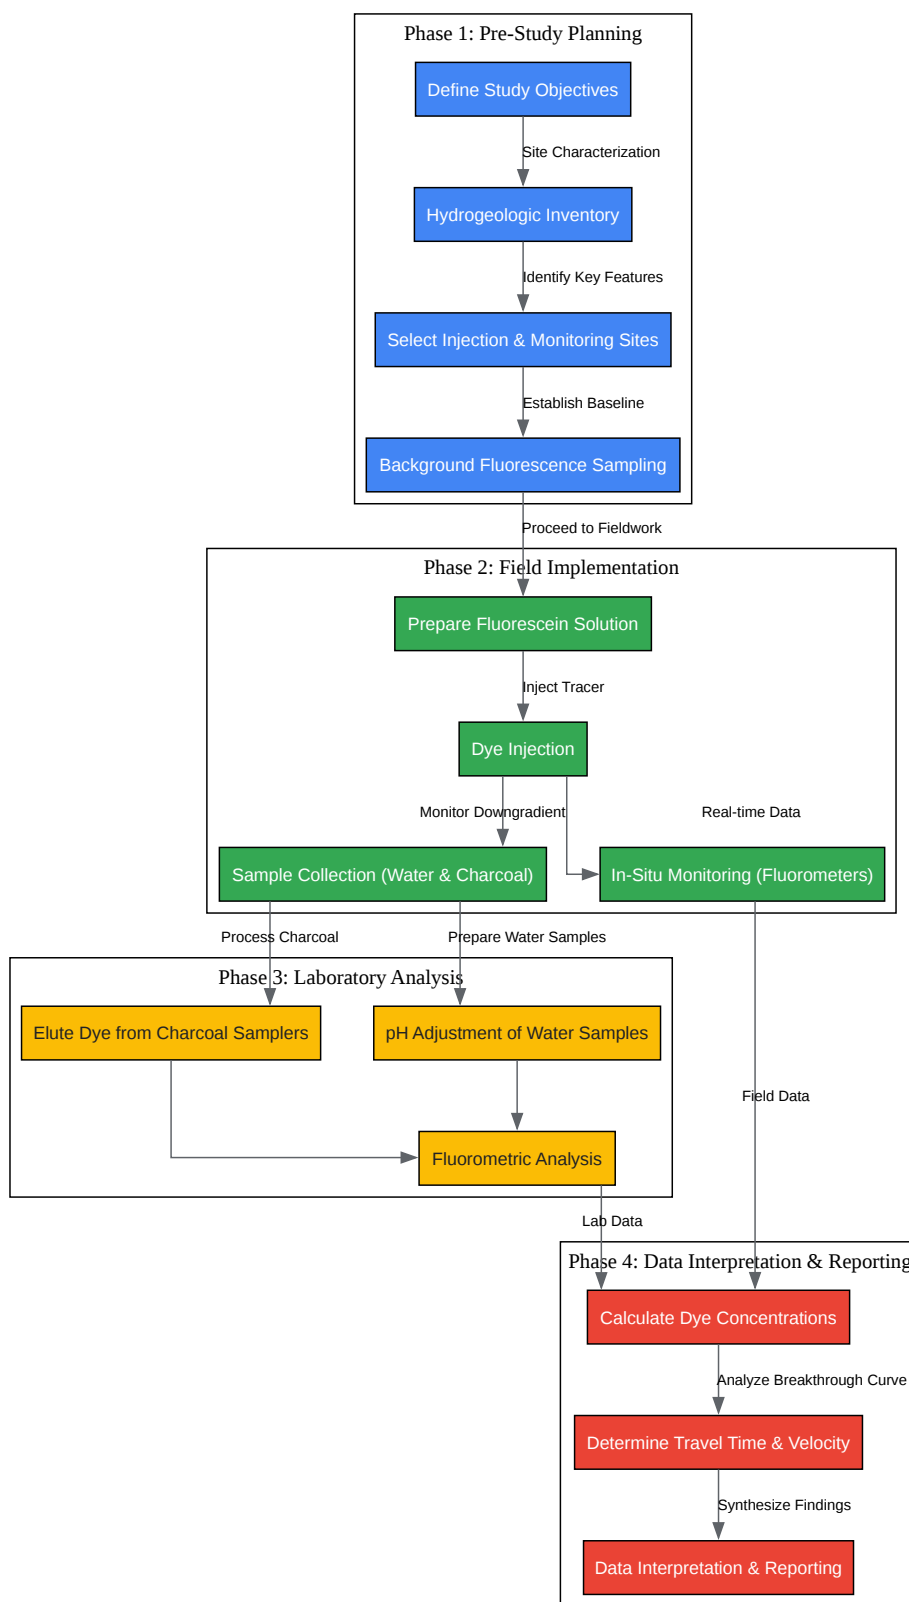 Phase 1: Pre-Study Planning
Define Study Objectives
Site Characterization
Hydrogeologic Inventory
Identify Key Features
Select Injection & Monitoring Sites
Establish Baseline
Background Fluorescence Sampling
Proceed to Fieldwork
Phase 2: Field Implementation
Prepare Fluorescein Solution
Inject Tracer
Dye Injection
Monitor Downgradient
Real-time Data
Sample Collection (Water & Charcoal)
In-Situ Monitoring (Fluorometers)
Process Charcoal
Prepare Water Samples
Phase 3: Laboratory Analysis
Elute Dye from Charcoal Samplers
pH Adjustment of Water Samples
Field Data
Fluorometric Analysis
Lab Data
Phase 4: Data Interpretation & Reporting
Calculate Dye Concentrations
Analyze Breakthrough Curve
Determine Travel Time & Velocity
Synthesize Findings
Data Interpretation & Reporting